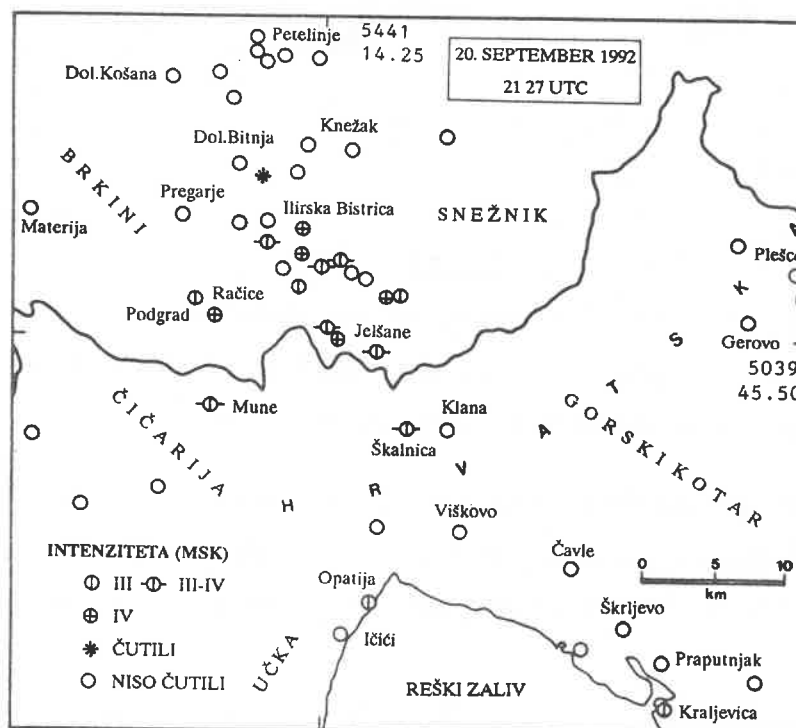 Petelinje
5441
14.25
20. SEPTEMBER 1992
21 27 UTC
Dol.Košana
Dol.Bitnja
Knežak
BRKINI
Pregarje
Ilirska Bistrica
SNEŽNIK
Materija
Plešce
Račice
Podgrad
Jelšane
Gerovo
5039
45.50
Mune
Klana
Škalnica
ČIČARIJA
GORSKI KOTAR
HRVATSKA
Viškovo
INTENZITETA (MSK)
III
III-IV
IV
ČUTILI
NISO ČUTILI
Čavle
0 5 10
km
Opatija
Škrljevo
Ičići
UČKA
Praputnjak
REŠKI ZALIV
Kraljevica